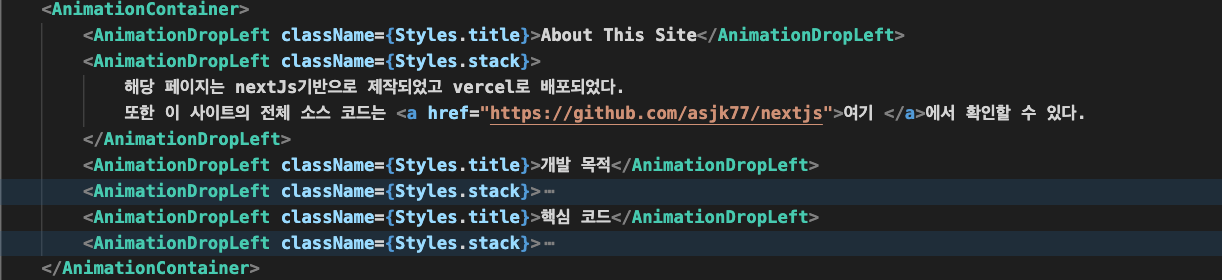 <AnimationContainer>
<AnimationDropLeft className={Styles.title}>About This Site</AnimationDropLeft>
<AnimationDropLeft className={Styles.stack}>
해당 페이지는 nextJs기반으로 제작되었고 vercel로 배포되었다.
또한 이 사이트의 전체 소스 코드는 <a href="https://github.com/asjk77/nextjs">여기 </a>에서 확인할 수 있다.
</AnimationDropLeft>
<AnimationDropLeft className={Styles.title}>개발 목적</AnimationDropLeft>
<AnimationDropLeft className={Styles.stack}>⋯
<AnimationDropLeft className={Styles.title}>핵심 코드</AnimationDropLeft>
<AnimationDropLeft className={Styles.stack}>⋯
</AnimationContainer>